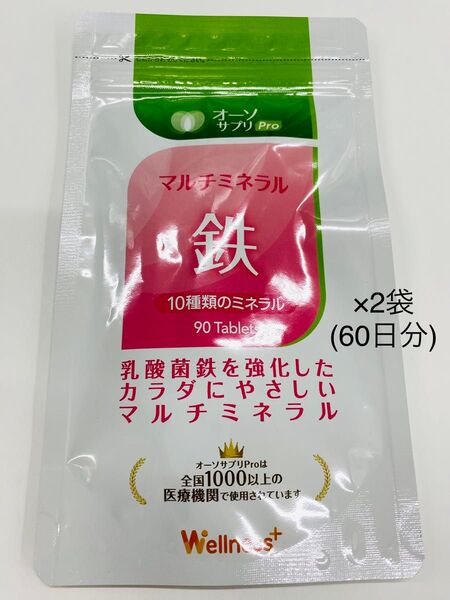 オーソ
サプリ Pro
マルチミネラル
鉄
10種類のミネラル
90 Tablets
×2袋
(60日分)
乳酸菌鉄を強化した
カラダにやさしい
マルチミネラル
オーソサプリProは
全国1000以上の
医療機関で使用されています
Wellness+